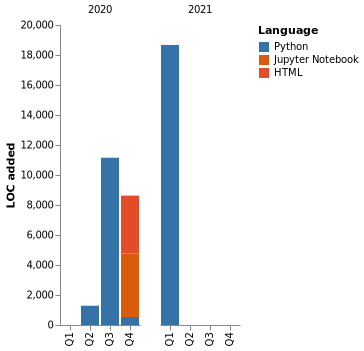 2020
2021
LOC added
20,000
18,000
16,000
14,000
12,000
10,000
8,000
6,000
4,000
2,000
0
Q1
Q2
Q3
Q4
Q1
Q2
Q3
Q4
Language
Python
Jupyter Notebook
HTML